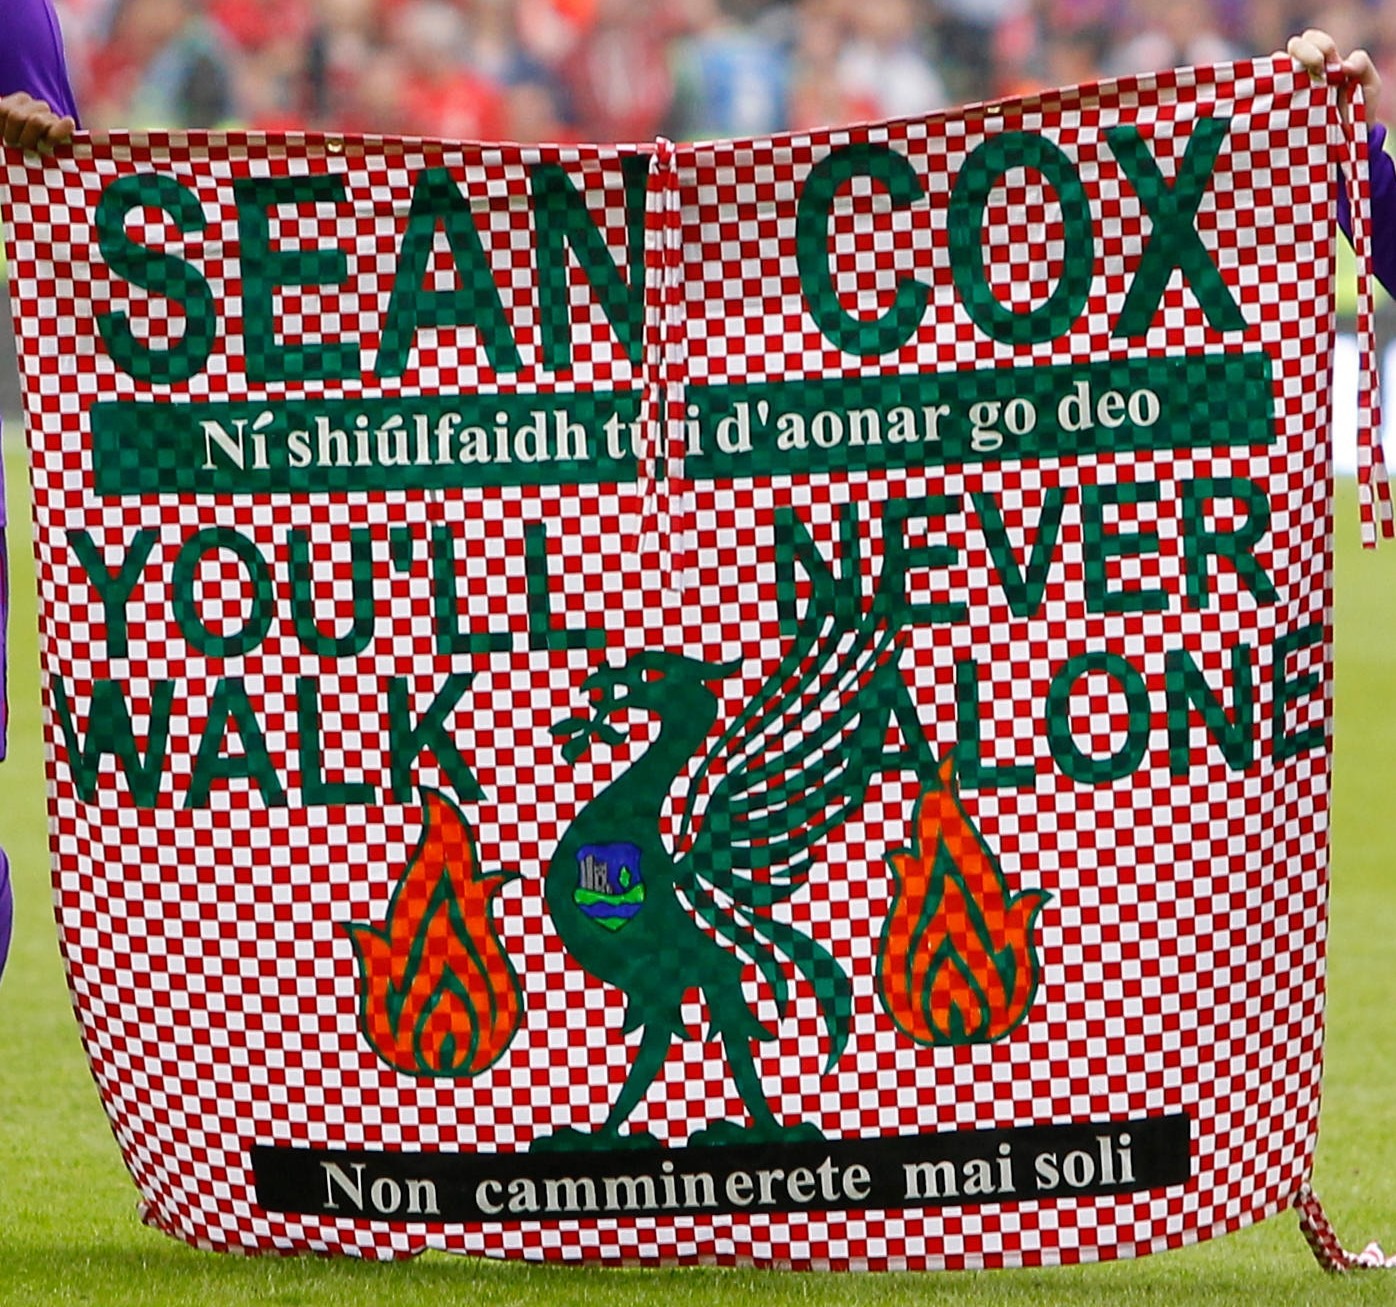 SEAN COX
Ní shiúlfaidh tú i d'aonar go deo
YOU'LL NEVER
WALK ALONE
Non camminerete mai soli